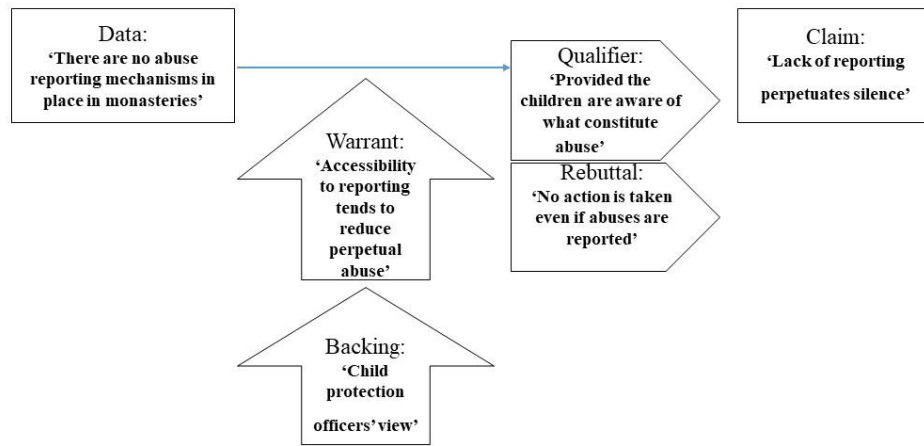 Data:
‘There are no abuse
reporting mechanisms in
place in monasteries’
Qualifier:
‘Provided the
children are aware of
what constitute
abuse’
Claim:
‘Lack of reporting
perpetuates silence’
Warrant:
‘Accessibility
to reporting
tends to
reduce
perpetual
abuse’
Rebuttal:
‘No action is taken
even if abuses are
reported’
Backing:
‘Child
protection
officers’ view’